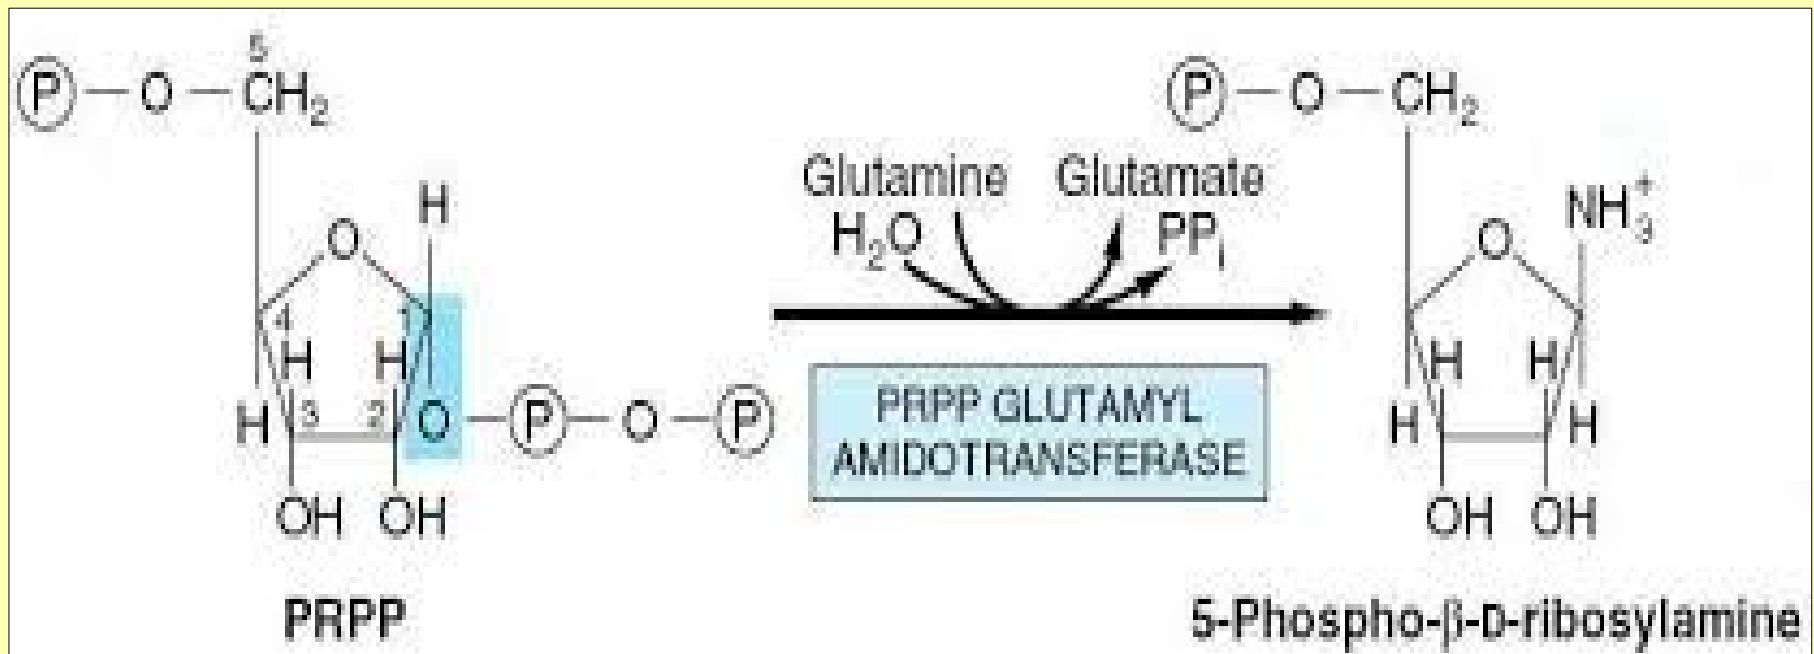 5
P—O—CH2
H
O
4 1
H H
H 3 2 O—P—O—P
OH OH
PRPP
Glutamine Glutamate
H2O PPi
PRPP GLUTAMYL
AMIDOTRANSFERASE
P—O—CH2
NH3+
O
H H
H H
OH OH
5-Phospho-β-D-ribosylamine